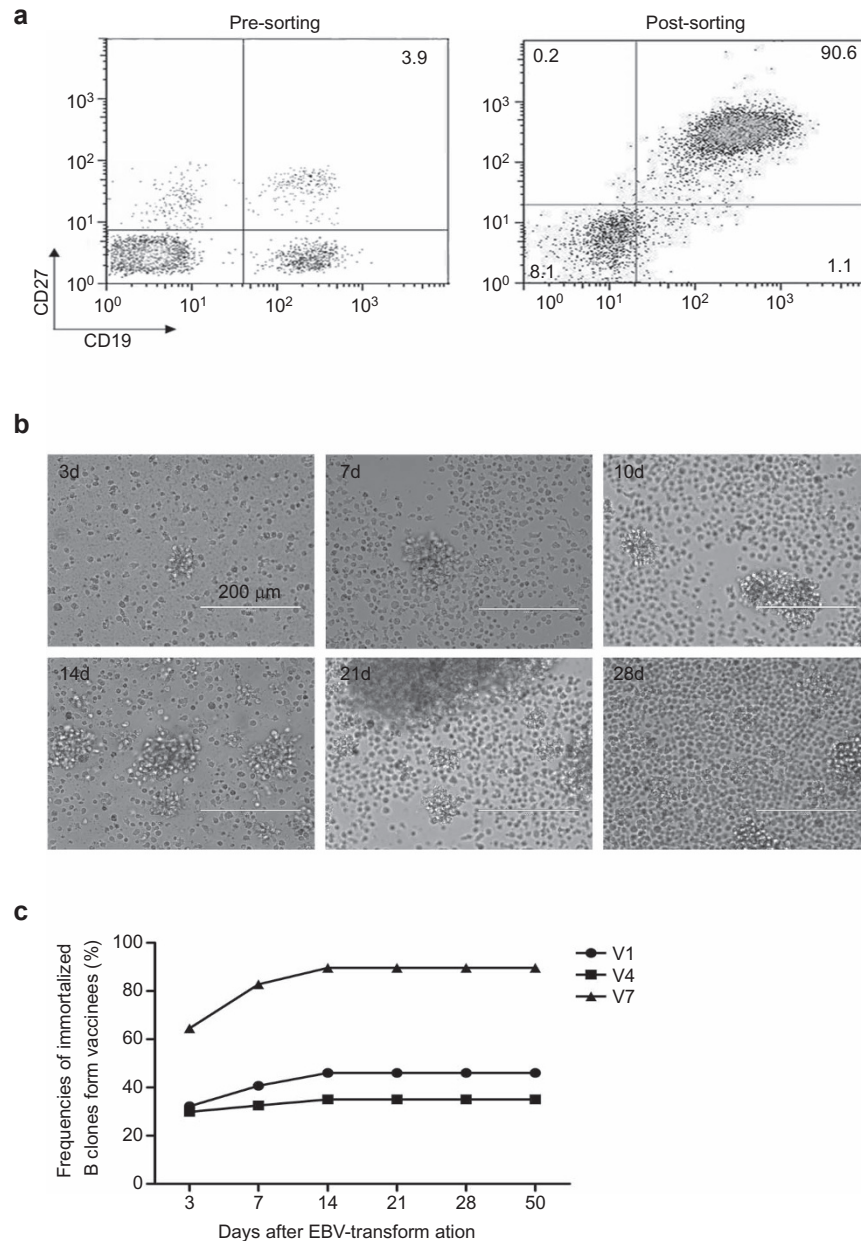 a
Pre-sorting
Post-sorting
3.9
0.2
90.6
10³
10²
10¹
10⁰
10³
10²
10¹
10⁰
8.1
1.1
10⁰
10¹
10²
10³
10⁰
10¹
10²
10³
CD27
CD19
b
3d
7d
10d
200 μm
14d
21d
28d
c
Frequencies of immortalized
B clones form vaccinees (%)
100
80
60
40
20
0
3
7
14
21
28
50
Days after EBV-transform ation
V1
V4
V7